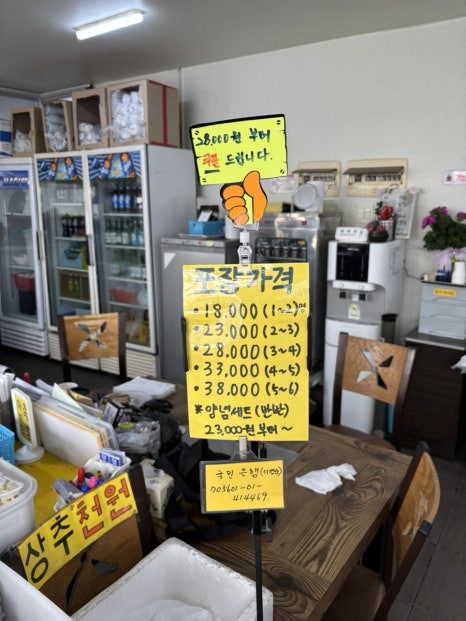 28,000원 부터
쿠폰 드립니다.
포장가격
· 18,000 (1~2)명
· 23,000 (2~3)
· 28,000 (3~4)
· 33,000 (4~5)
· 38,000 (5~6)
※양념세트(반반)
23,000원부터~
국민 은행
703601-01-
414469.
상추 천원